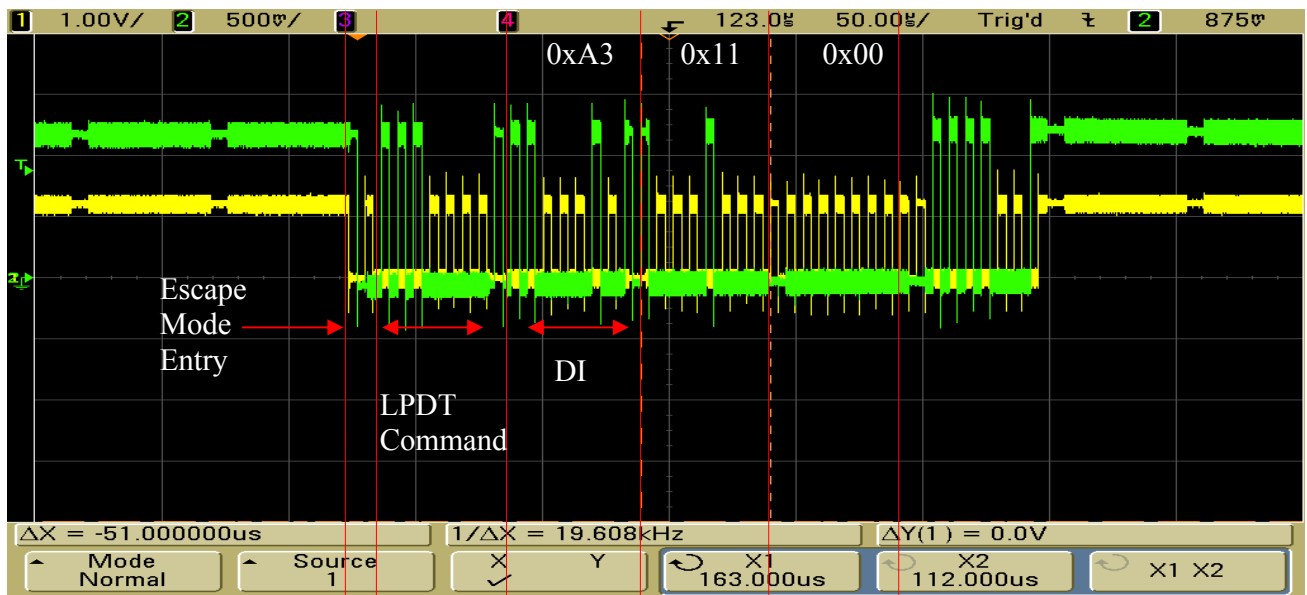 1 1.00V/ 2 500mV/ 3 4 123.0us 50.00us/ Trig'd 2 875mV
0xA3 0x11 0x00
T
Escape
Mode
Entry
DI
LPDT
Command
ΔX = -51.000000us 1/ΔX = 19.608kHz ΔY(1) = 0.0V
Mode
Normal
Source
1
X Y
X1
163.000us
X2
112.000us
X1 X2